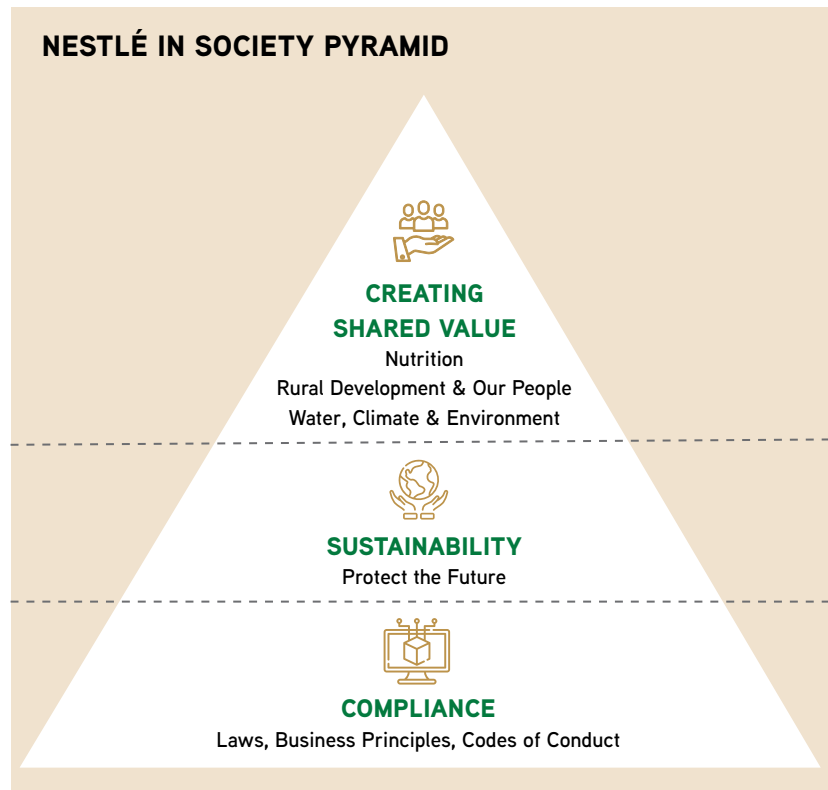 NESTLÉ IN SOCIETY PYRAMID
CREATING
SHARED VALUE
Nutrition
Rural Development & Our People
Water, Climate & Environment
SUSTAINABILITY
Protect the Future
COMPLIANCE
Laws, Business Principles, Codes of Conduct